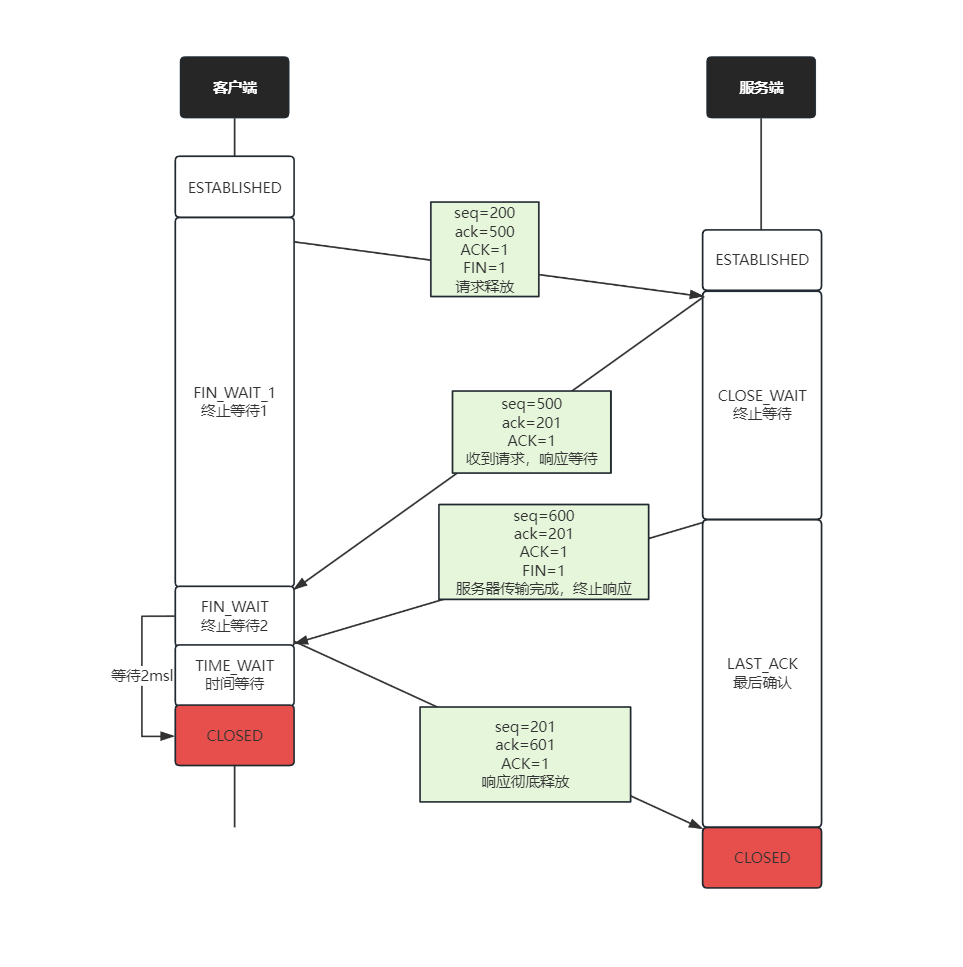 客户端
服务端
ESTABLISHED
seq=200
ack=500
ACK=1
FIN=1
请求释放
ESTABLISHED
FIN_WAIT_1
终止等待1
CLOSE_WAIT
终止等待
seq=500
ack=201
ACK=1
收到请求，响应等待
seq=600
ack=201
ACK=1
FIN=1
服务器传输完成，终止响应
FIN_WAIT
终止等待2
等待2msl
TIME_WAIT
时间等待
LAST_ACK
最后确认
CLOSED
seq=201
ack=601
ACK=1
响应彻底释放
CLOSED